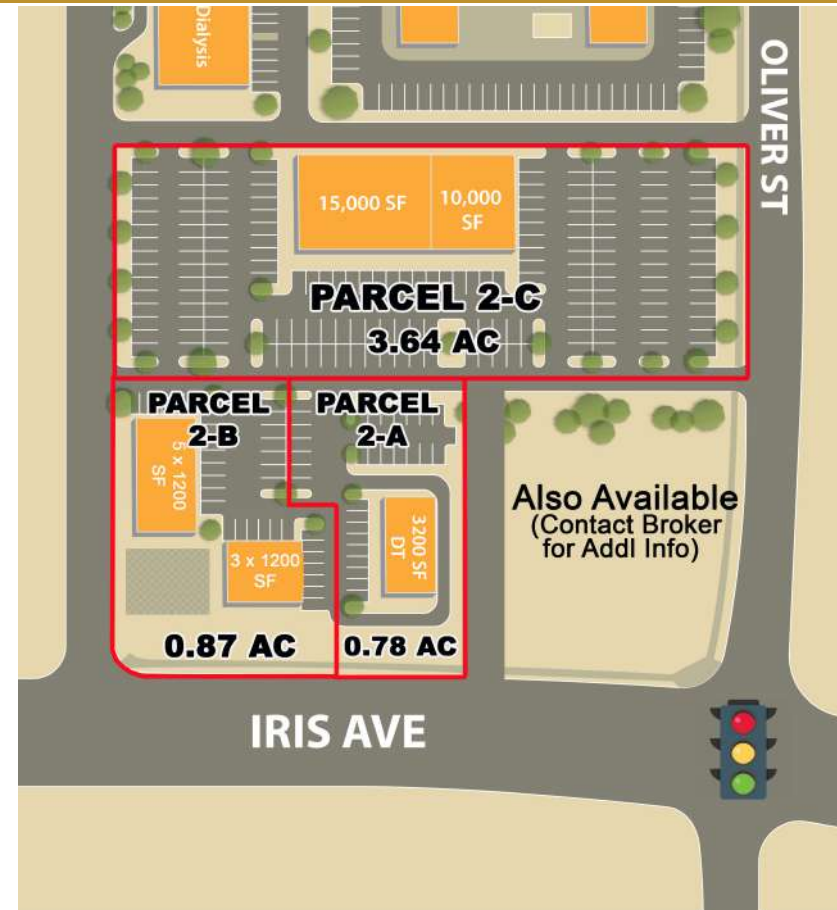 Dialysis
OLIVER ST
15,000 SF
10,000
SF
PARCEL 2-C
3.64 AC
PARCEL
2-B
PARCEL
2-A
5 x 1200
SF
3 x 1200
SF
3200 SF
DT
Also Available
(Contact Broker
for Addl Info)
0.87 AC
0.78 AC
IRIS AVE